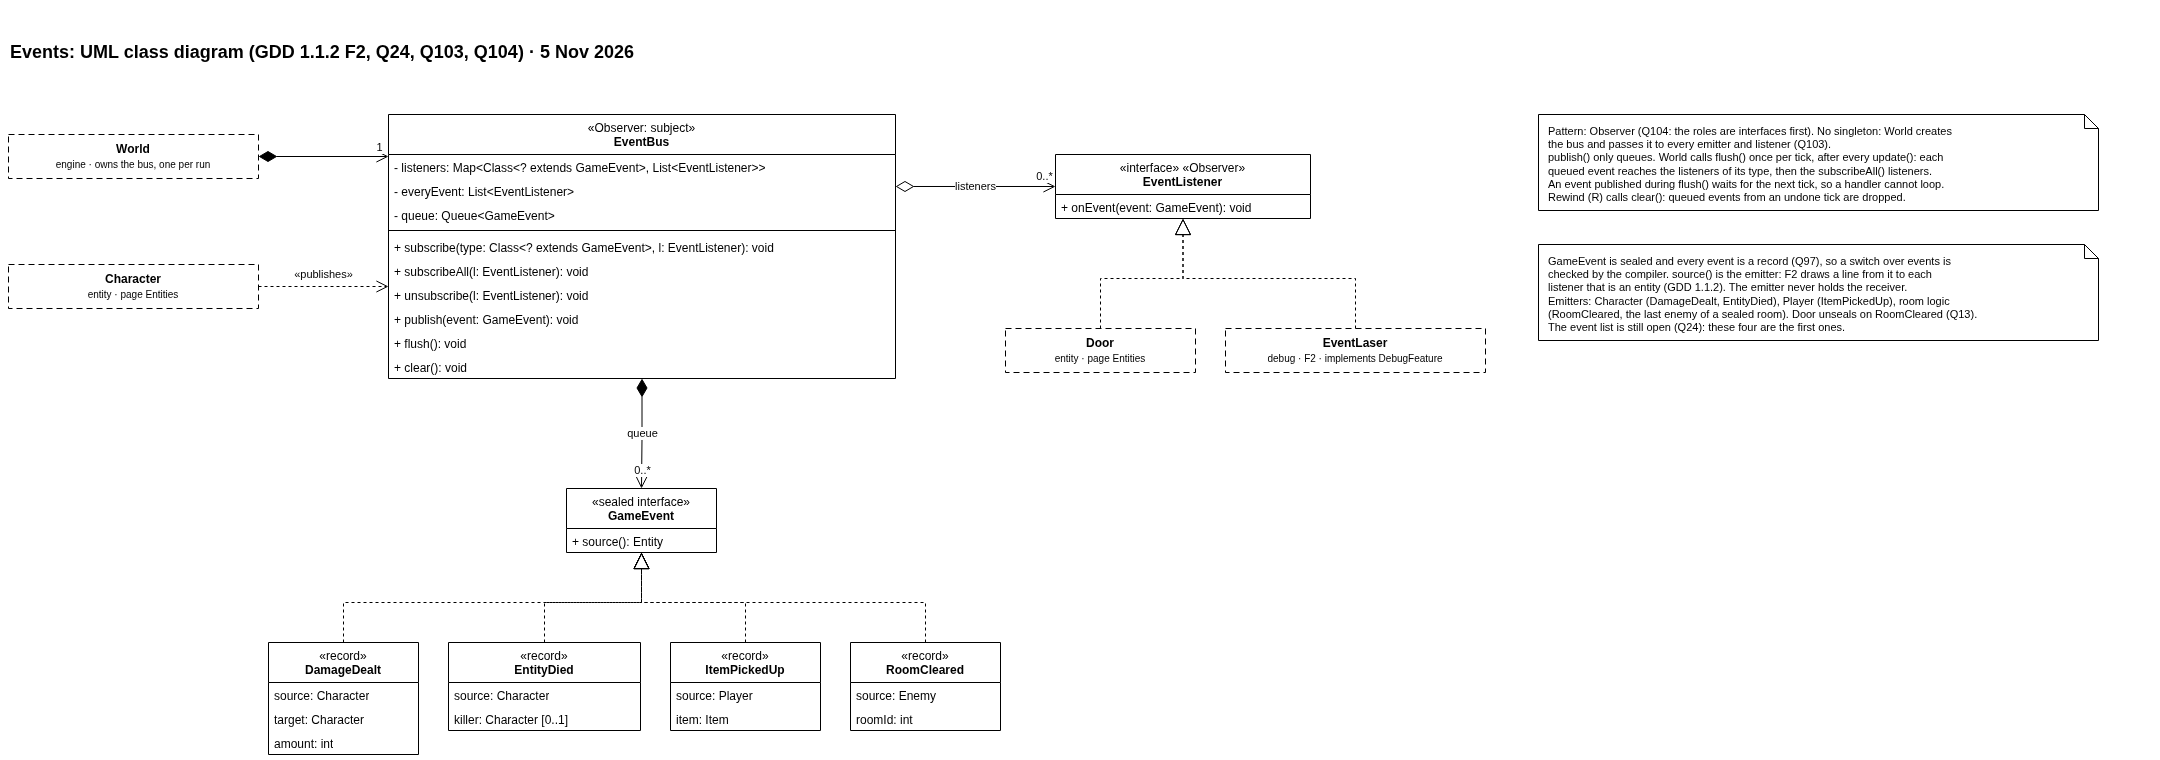 Events: UML class diagram (GDD 1.1.2 F2, Q24, Q103, Q104) · 5 Nov 2026
World
engine · owns the bus, one per run
1
Character
entity · page Entities
«publishes»
«Observer: subject»
EventBus
- listeners: Map<Class<? extends GameEvent>, List<EventListener>>
- everyEvent: List<EventListener>
- queue: Queue<GameEvent>
+ subscribe(type: Class<? extends GameEvent>, l: EventListener): void
+ subscribeAll(l: EventListener): void
+ unsubscribe(l: EventListener): void
+ publish(event: GameEvent): void
+ flush(): void
+ clear(): void
listeners
0..*
«interface» «Observer»
EventListener
+ onEvent(event: GameEvent): void
Door
entity · page Entities
EventLaser
debug · F2 · implements DebugFeature
Pattern: Observer (Q104: the roles are interfaces first). No singleton: World creates
the bus and passes it to every emitter and listener (Q103).
publish() only queues. World calls flush() once per tick, after every update(): each
queued event reaches the listeners of its type, then the subscribeAll() listeners.
An event published during flush() waits for the next tick, so a handler cannot loop.
Rewind (R) calls clear(): queued events from an undone tick are dropped.
GameEvent is sealed and every event is a record (Q97), so a switch over events is
checked by the compiler. source() is the emitter: F2 draws a line from it to each
listener that is an entity (GDD 1.1.2). The emitter never holds the receiver.
Emitters: Character (DamageDealt, EntityDied), Player (ItemPickedUp), room logic
(RoomCleared, the last enemy of a sealed room). Door unseals on RoomCleared (Q13).
The event list is still open (Q24): these four are the first ones.
queue
0..*
«sealed interface»
GameEvent
+ source(): Entity
«record»
DamageDealt
source: Character
target: Character
amount: int
«record»
EntityDied
source: Character
killer: Character [0..1]
«record»
ItemPickedUp
source: Player
item: Item
«record»
RoomCleared
source: Enemy
roomId: int